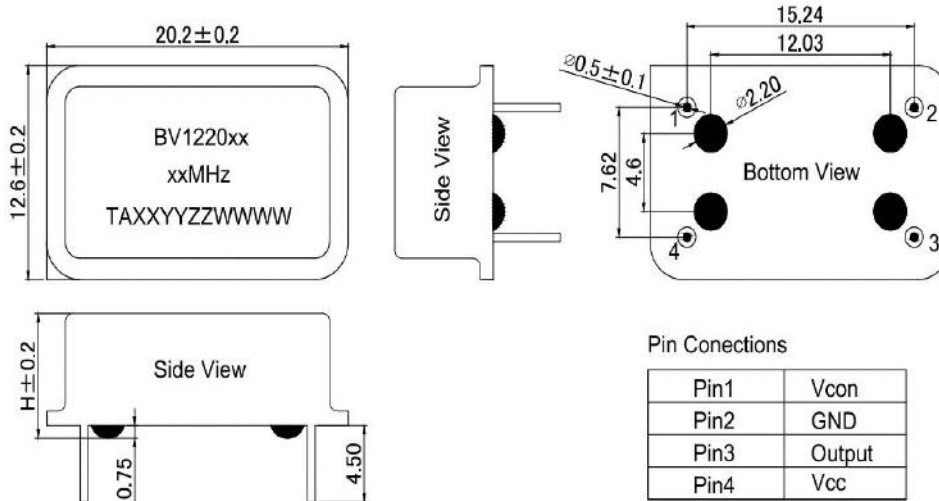 20.2±0.2
12.6±0.2
BV1220xx
xxMHz
TAXXYYZZWWWW
Side View
15.24
12.03
⌀0.5±0.1
⌀2.20
1
2
7.62
4.6
Bottom View
4
3
H±0.2
Side View
0.75
4.50
Pin Conections
Pin1 Vcon
Pin2 GND
Pin3 Output
Pin4 Vcc